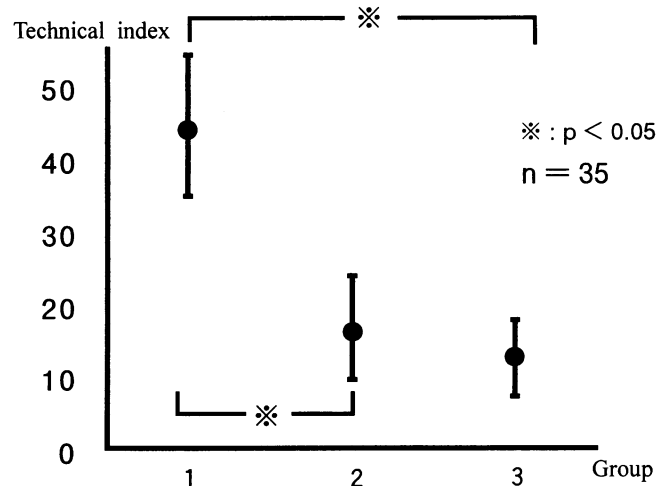 Technical index
※
50
※ : p < 0.05
40
n = 35
30
20
10
※
0
1 2 3 Group